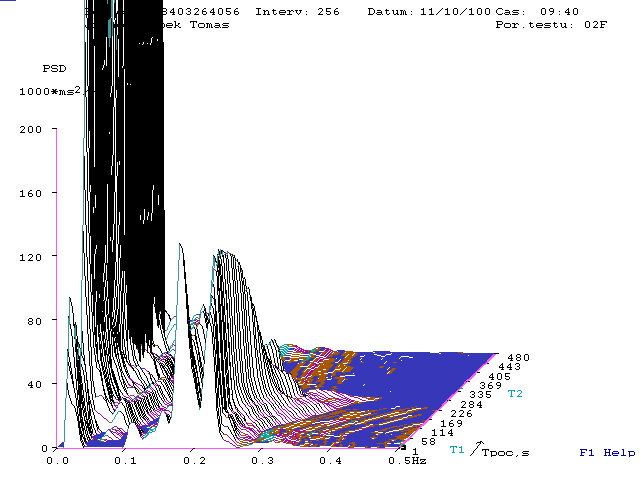 8403264056 Interv: 256 Datum: 11/10/100 Cas: 09:40
Tomas Por.testu: 02F
PSD
1000*ms2/
200
160
120
80
40
0
0.0 0.1 0.2 0.3 0.4 0.5Hz
480
443
405
369
335
284
226
169
114
58
1
T2
T1 Tpoc,s
F1 Help